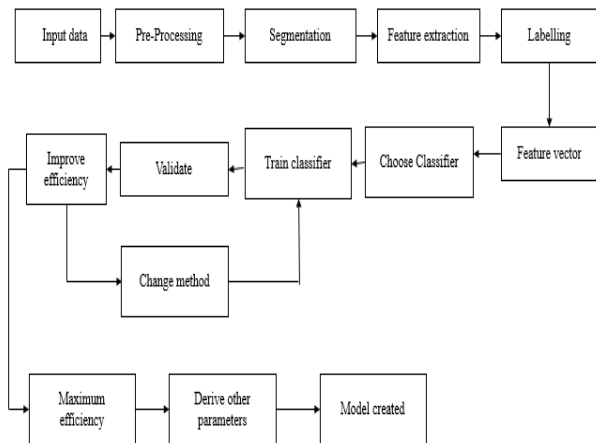 Input data
Pre-Processing
Segmentation
Feature extraction
Labelling
Feature vector
Choose Classifier
Train classifier
Validate
Improve
efficiency
Change method
Maximum
efficiency
Derive other
parameters
Model created